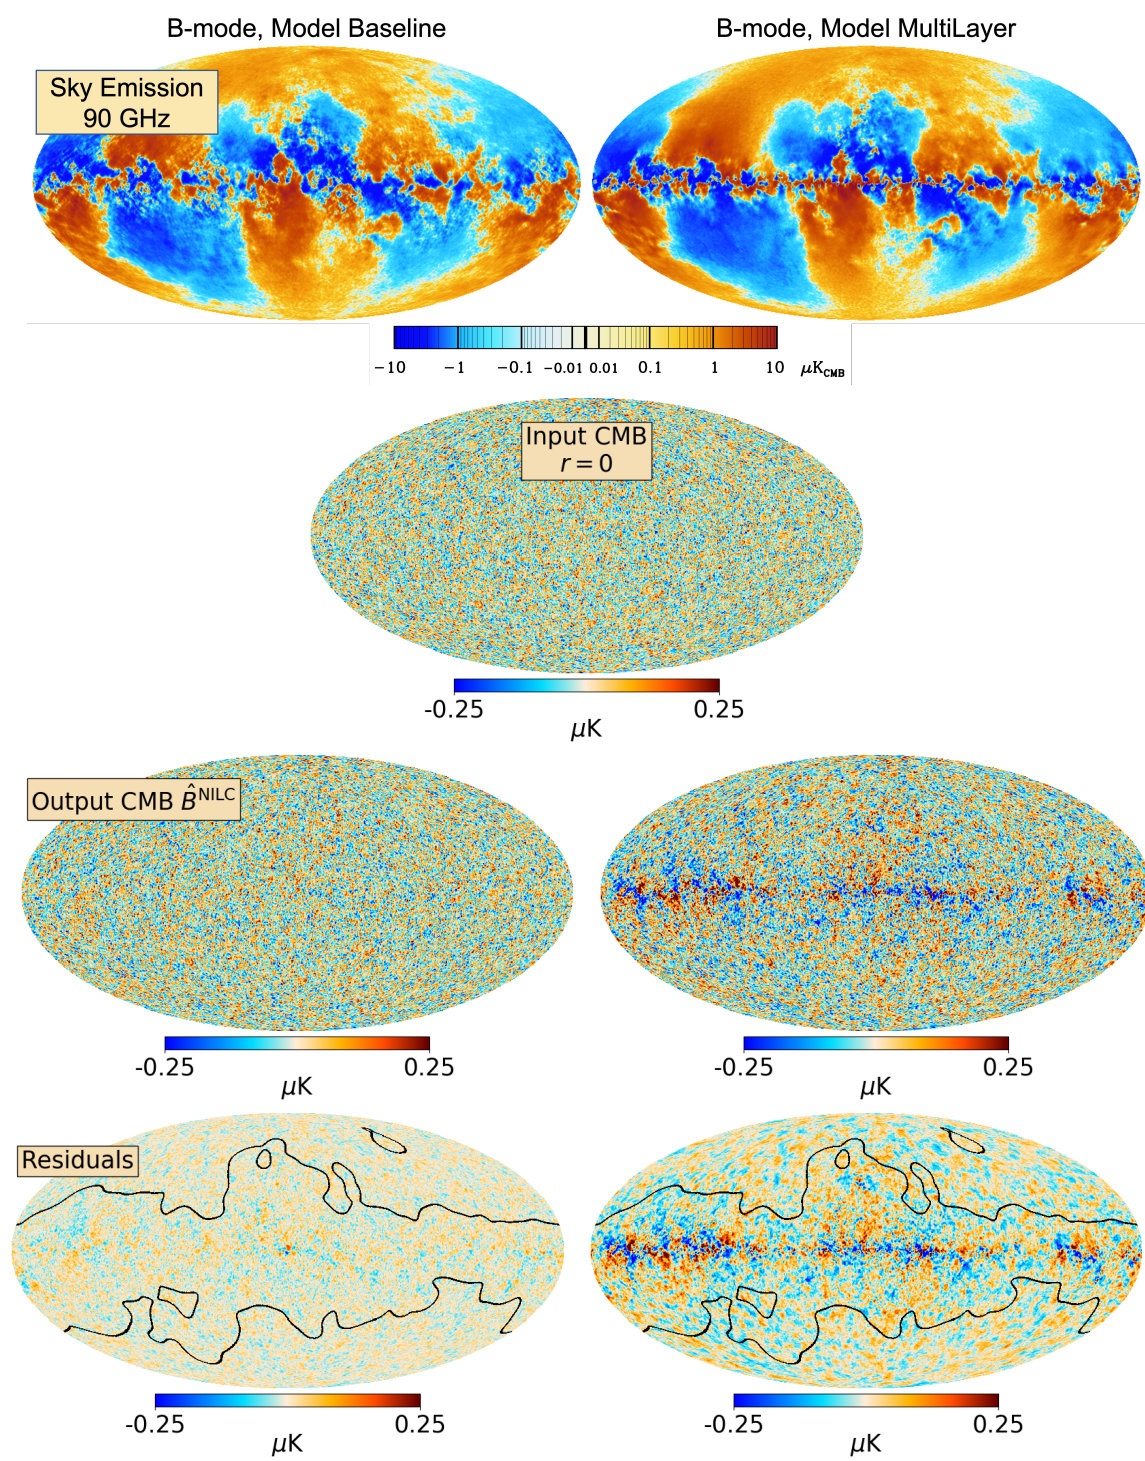 B-mode, Model Baseline
B-mode, Model MultiLayer
Sky Emission
90 GHz
−10 −1 −0.1 −0.01 0.01 0.1 1 10 μK_CMB
Input CMB
r = 0
-0.25 0.25
μK
Output CMB B̂^NILC
-0.25 0.25
μK
-0.25 0.25
μK
Residuals
-0.25 0.25
μK
-0.25 0.25
μK